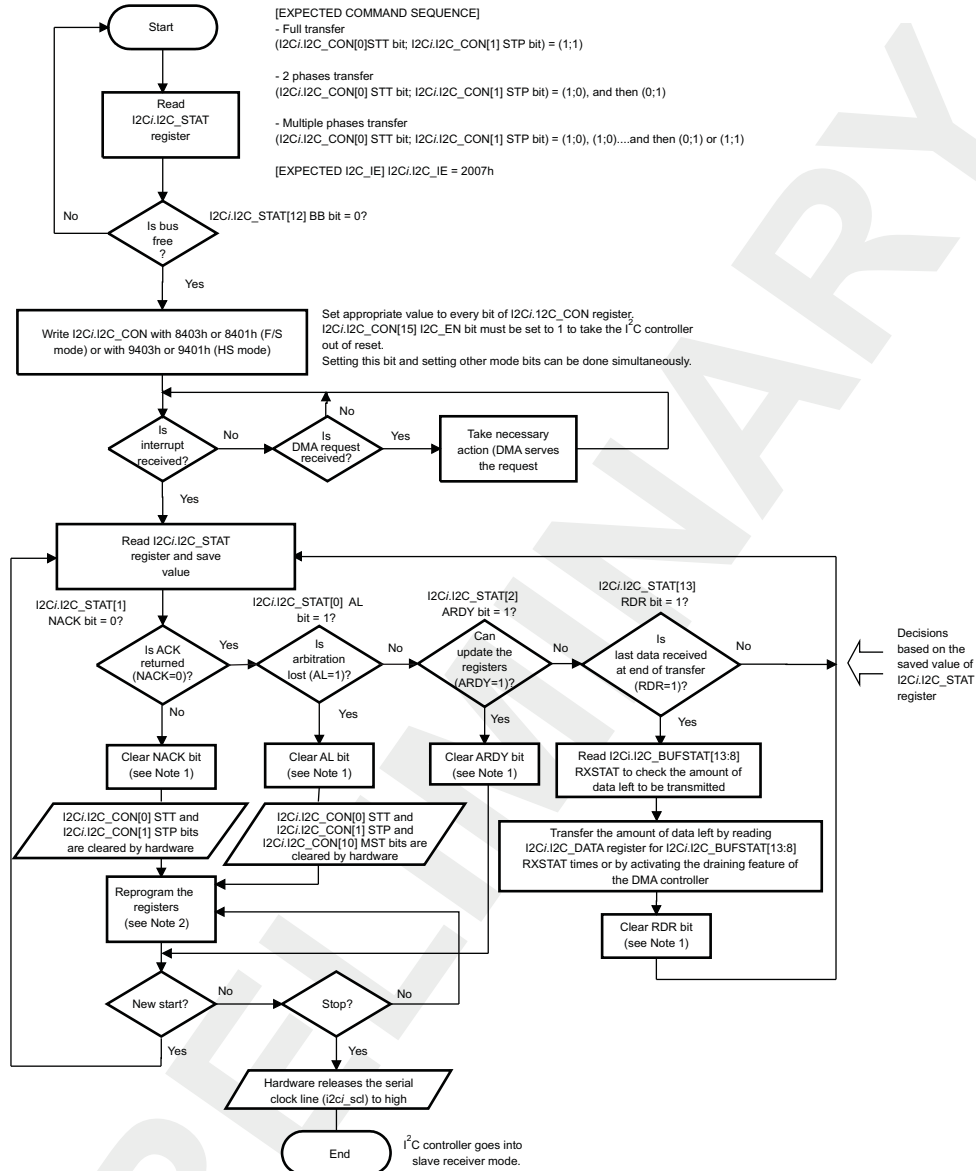 Start
[EXPECTED COMMAND SEQUENCE]
- Full transfer
(I2Ci.I2C_CON[0]STT bit; I2Ci.I2C_CON[1] STP bit) = (1;1)
- 2 phases transfer
(I2Ci.I2C_CON[0] STT bit; I2Ci.I2C_CON[1] STP bit) = (1;0), and then (0;1)
- Multiple phases transfer
(I2Ci.I2C_CON[0] STT bit; I2Ci.I2C_CON[1] STP bit) = (1;0), (1;0)....and then (0;1) or (1;1)
[EXPECTED I2C_IE] I2Ci.I2C_IE = 2007h
Read
I2Ci.I2C_STAT
register
No
I2Ci.I2C_STAT[12] BB bit = 0?
Is bus
free
?
Yes
Write I2Ci.I2C_CON with 8403h or 8401h (F/S
mode) or with 9403h or 9401h (HS mode)
Set appropriate value to every bit of I2Ci.12C_CON register.
I2Ci.I2C_CON[15] I2C_EN bit must be set to 1 to take the I²C controller
out of reset.
Setting this bit and setting other mode bits can be done simultaneously.
Is
interrupt
received?
No
Is
DMA request
received?
No
Yes
Take necessary
action (DMA serves
the request
Yes
Read I2Ci.I2C_STAT
register and save
value
I2Ci.I2C_STAT[1]
NACK bit = 0?
I2Ci.I2C_STAT[0] AL
bit = 1?
I2Ci.I2C_STAT[2]
ARDY bit = 1?
I2Ci.I2C_STAT[13]
RDR bit = 1?
Is ACK
returned
(NACK=0)?
Yes
Is
arbitration
lost (AL=1)?
No
Can
update the
registers
(ARDY=1)?
No
Is
last data received
at end of transfer
(RDR=1)?
No
Decisions
based on the
saved value of
I2Ci.I2C_STAT
register
No
Yes
Yes
Yes
Clear NACK bit
(see Note 1)
Clear AL bit
(see Note 1)
Clear ARDY bit
(see Note 1)
Read I2Ci.I2C_BUFSTAT[13:8]
RXSTAT to check the amount of
data left to be transmitted
I2Ci.I2C_CON[0] STT and
I2Ci.I2C_CON[1] STP bits
are cleared by hardware
I2Ci.I2C_CON[0] STT and
I2Ci.I2C_CON[1] STP and
I2Ci.I2C_CON[10] MST bits are
cleared by hardware
Transfer the amount of data left by reading
I2Ci.I2C_DATA register for I2Ci.I2C_BUFSTAT[13:8]
RXSTAT times or by activating the draining feature of
the DMA controller
Reprogram the
registers
(see Note 2)
Clear RDR bit
(see Note 1)
New start?
No
Stop?
No
Yes
Yes
Hardware releases the serial
clock line (i2ci_scl) to high
End
I²C controller goes into
slave receiver mode.
PRELIMINARY